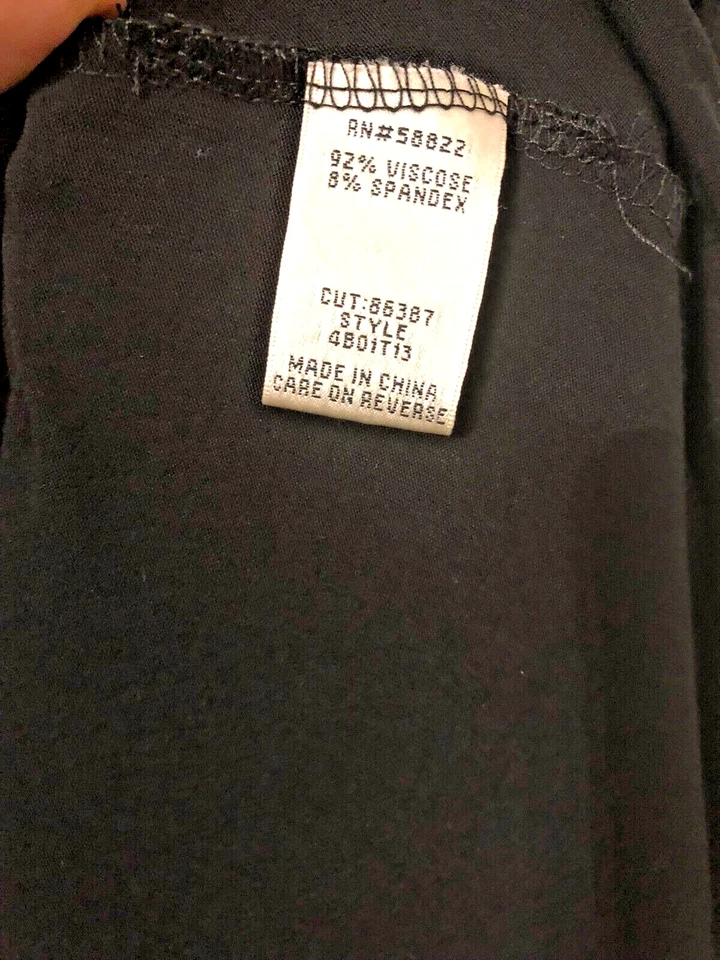 RN#58822
92% VISCOSE
8% SPANDEX
CUT:86387
STYLE
4B01T13
MADE IN CHINA
CARE ON REVERSE